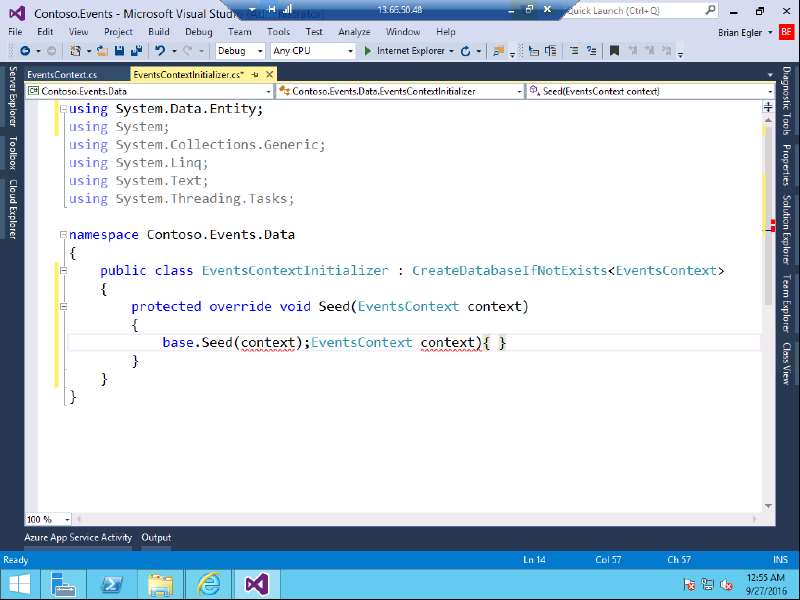 Contoso.Events - Microsoft Visual Stu
13.66.50.48
Quick Launch (Ctrl+Q)
File Edit View Project Build Debug Team Tools Test Analyze Window Help
Brian Egler
BE
Debug Any CPU Internet Explorer
EventsContext.cs EventsContextInitializer.cs*
Contoso.Events.Data Contoso.Events.Data.EventsContextInitializer Seed(EventsContext context)
Server Explorer
Toolbox
Cloud Explorer
using System.Data.Entity;
using System;
using System.Collections.Generic;
using System.Linq;
using System.Text;
using System.Threading.Tasks;
namespace Contoso.Events.Data
{
public class EventsContextInitializer : CreateDatabaseIfNotExists<EventsContext>
{
protected override void Seed(EventsContext context)
{
base.Seed(context);EventsContext context){ }
}
}
}
Diagnostic Tools
Properties
Solution Explorer
Team Explorer
Class View
100 %
Azure App Service Activity Output
Ready Ln 14 Col 57 Ch 57 INS
12:55 AM
9/27/2016